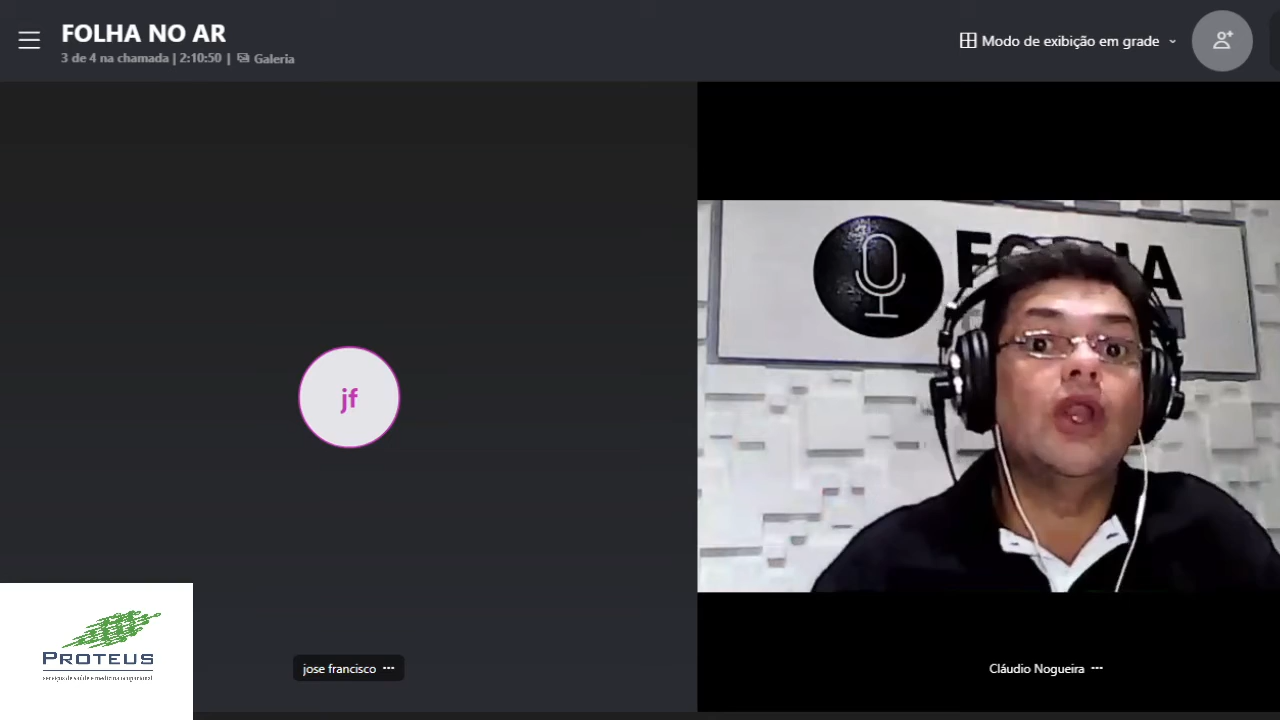 FOLHA NO AR
3 de 4 na chamada | 2:10:50 | Galeria
Modo de exibição em grade
jf
jose francisco
Cláudio Nogueira
PROTEUS